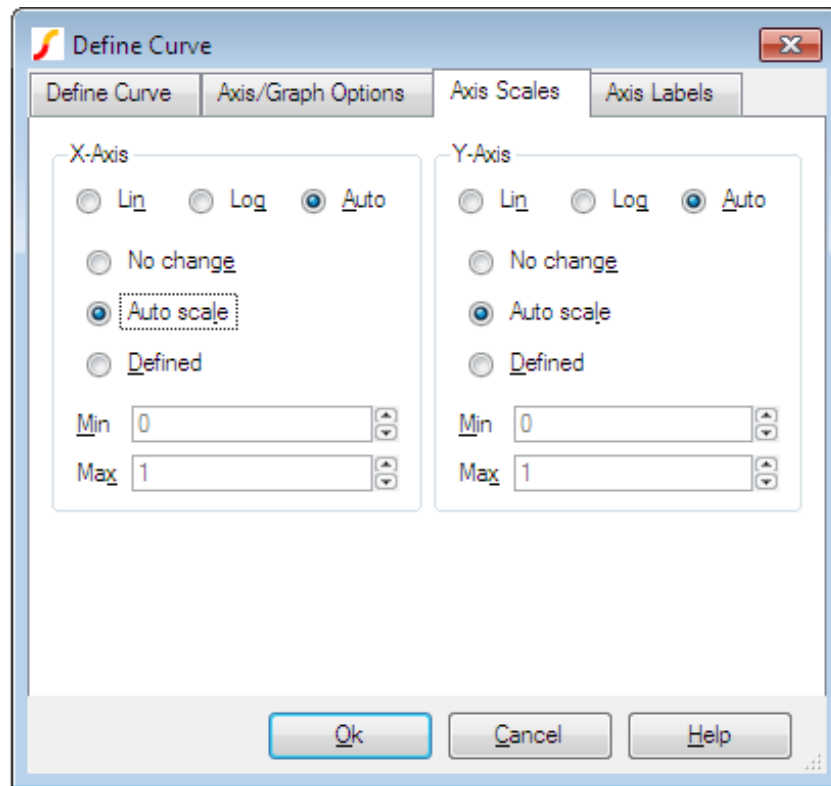 Define Curve
Define Curve Axis/Graph Options Axis Scales Axis Labels
X-Axis Y-Axis
Lin Log Auto Lin Log Auto
No change No change
Auto scale Auto scale
Defined Defined
Min 0 Min 0
Max 1 Max 1
Ok Cancel Help